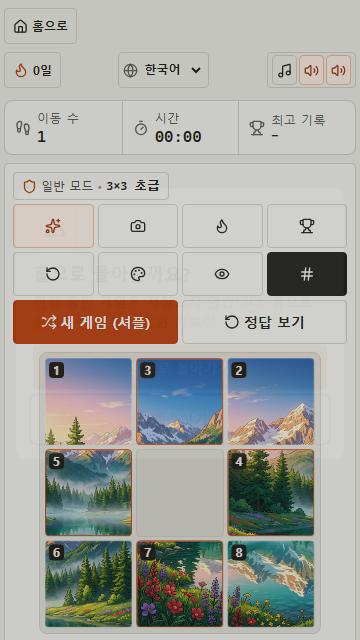 홈으로
0일
한국어
이동 수
1
시간
00:00
최고 기록
–
일반 모드 • 3×3 초급
#
새 게임 (셔플)
정답 보기
1
3
2
5
4
6
7
8